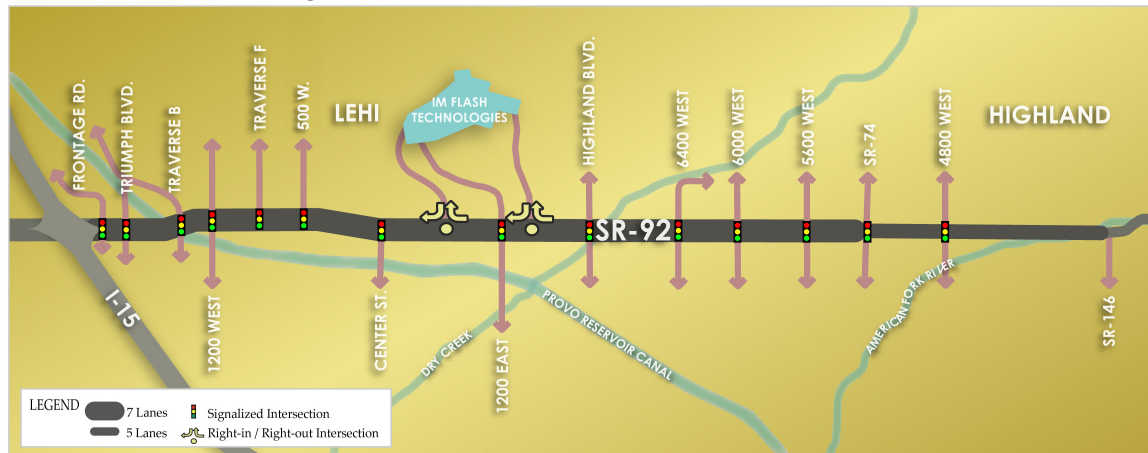 FRONTAGE RD.
TRIUMPH BLVD.
TRAVERSE B
1200 WEST
TRAVERSE F
500 W.
LEHI
CENTER ST.
IM FLASH
TECHNOLOGIES
1200 EAST
HIGHLAND BLVD.
SR-92
6400 WEST
6000 WEST
5600 WEST
SR-74
4800 WEST
HIGHLAND
SR-146
I-15
DRY CREEK
PROVO RESERVOIR CANAL
AMERICAN FORK RIVER
LEGEND
7 Lanes
Signalized Intersection
5 Lanes
Right-in / Right-out Intersection